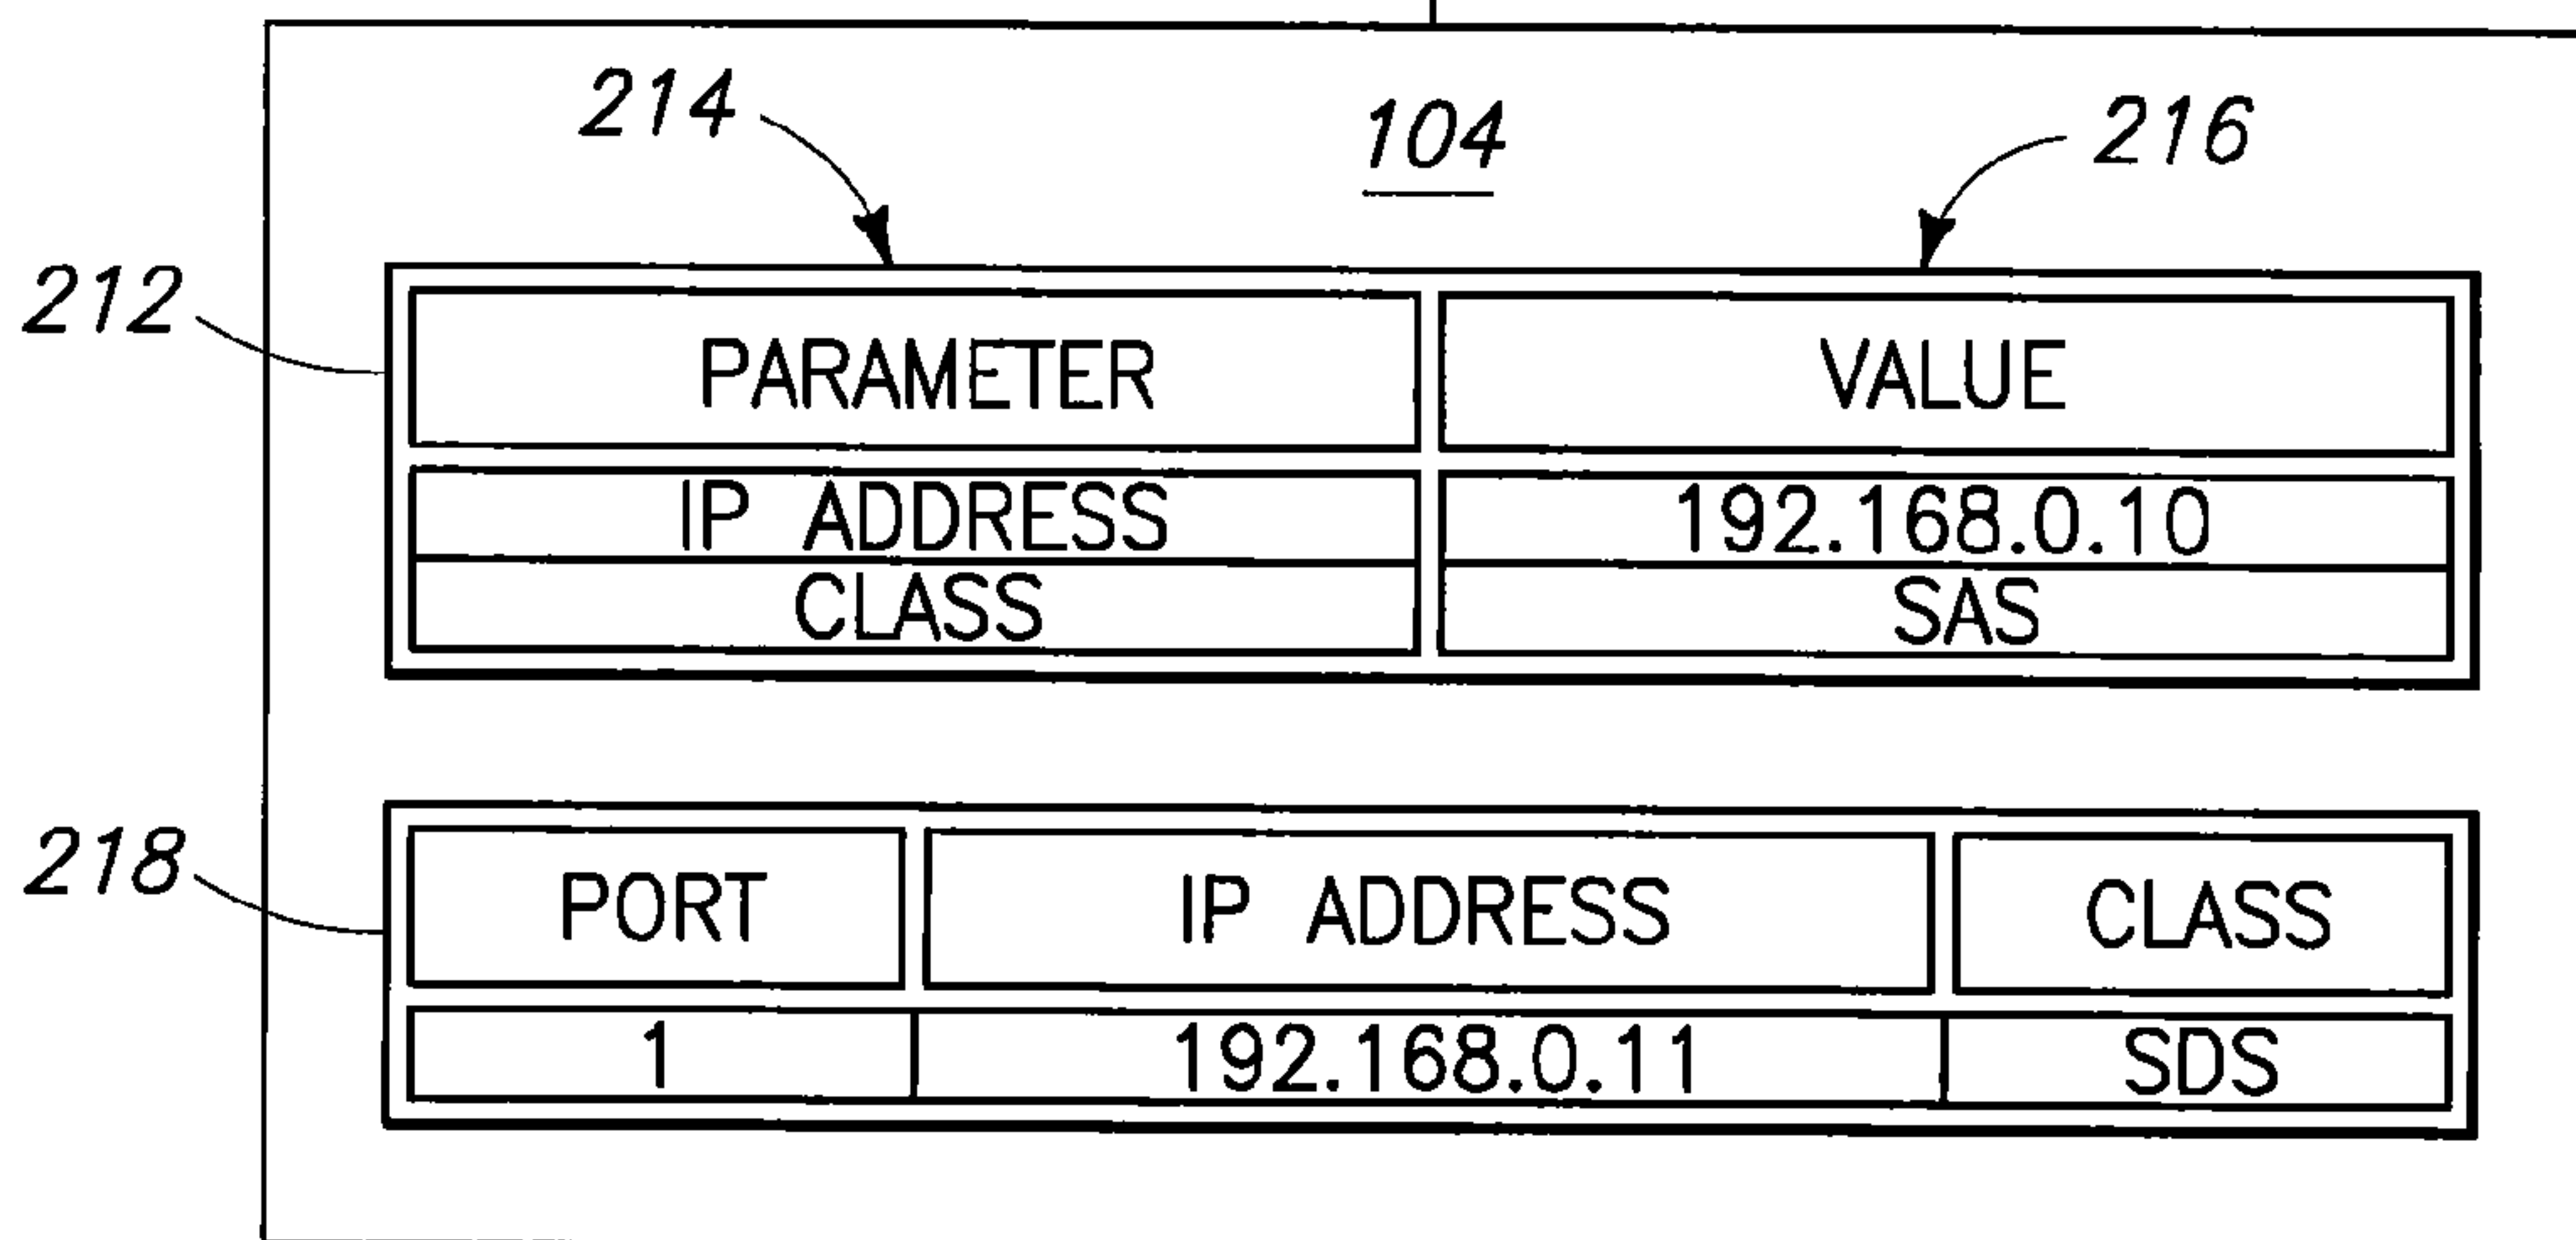 214 104 216
212
PARAMETER VALUE
IP ADDRESS 192.168.0.10
CLASS SAS
218
PORT IP ADDRESS CLASS
1 192.168.0.11 SDS